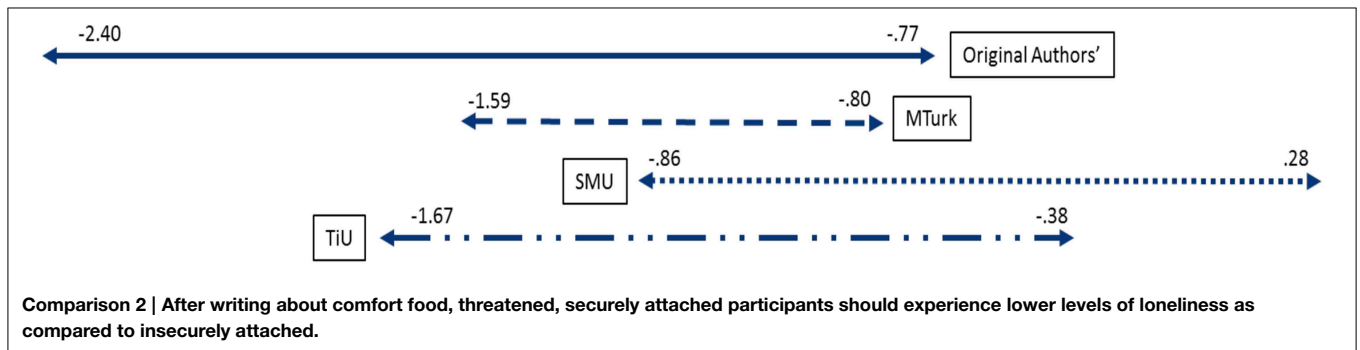 -2.40 -.77
Original Authors'
-1.59 -.80
MTurk
-.86 .28
SMU
-1.67 -.38
TiU
Comparison 2 | After writing about comfort food, threatened, securely attached participants should experience lower levels of loneliness as
compared to insecurely attached.